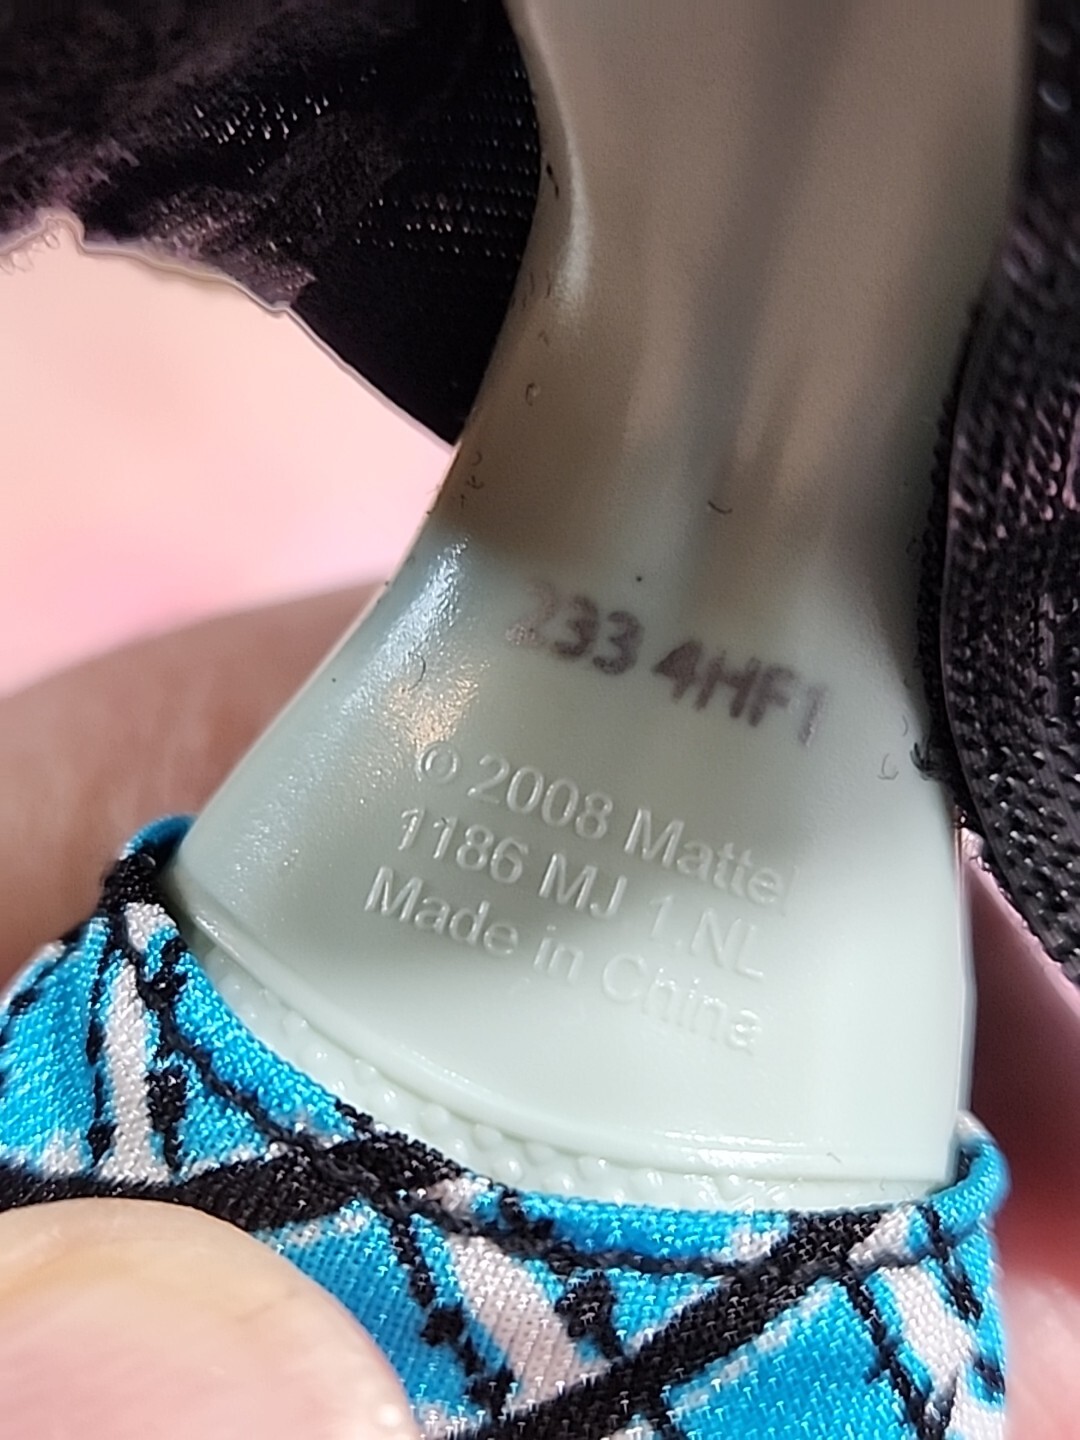 233 4HF1
© 2008 Mattel
1186 MJ 1.NL
Made in China